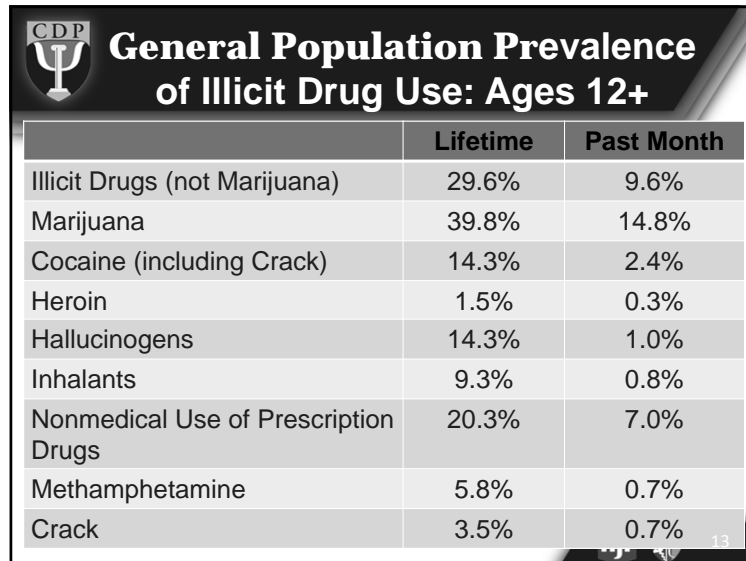 CDP
General Population Prevalence
of Illicit Drug Use: Ages 12+
Lifetime Past Month
Illicit Drugs (not Marijuana) 29.6% 9.6%
Marijuana 39.8% 14.8%
Cocaine (including Crack) 14.3% 2.4%
Heroin 1.5% 0.3%
Hallucinogens 14.3% 1.0%
Inhalants 9.3% 0.8%
Nonmedical Use of Prescription 20.3% 7.0%
Drugs
Methamphetamine 5.8% 0.7%
Crack 3.5% 0.7%
13